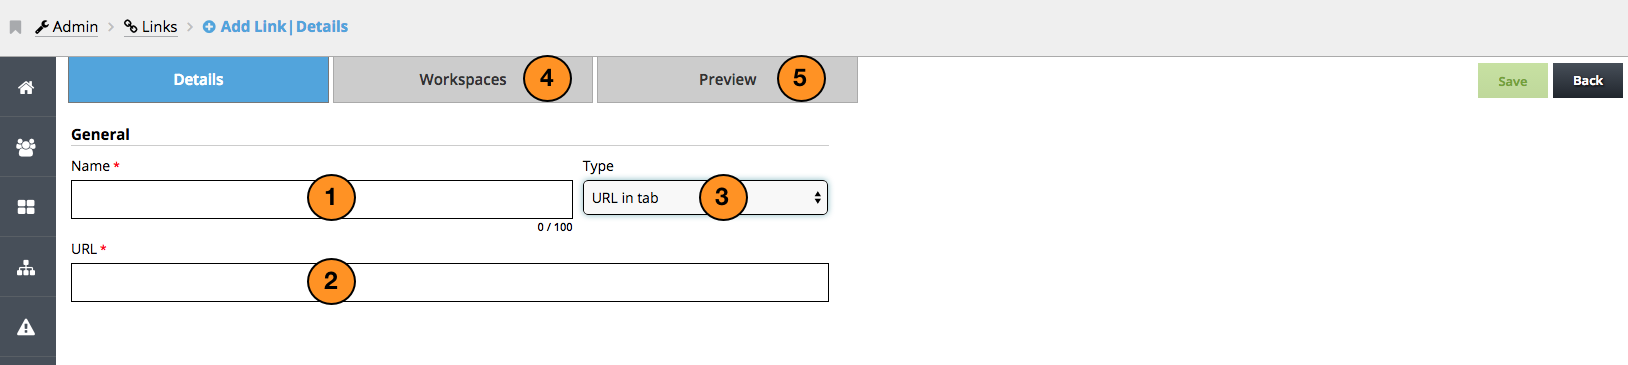 Admin > Links > Add Link|Details
Details Workspaces 4 Preview 5 Save Back
General
Name * Type
1 URL in tab 3
0 / 100
URL *
2